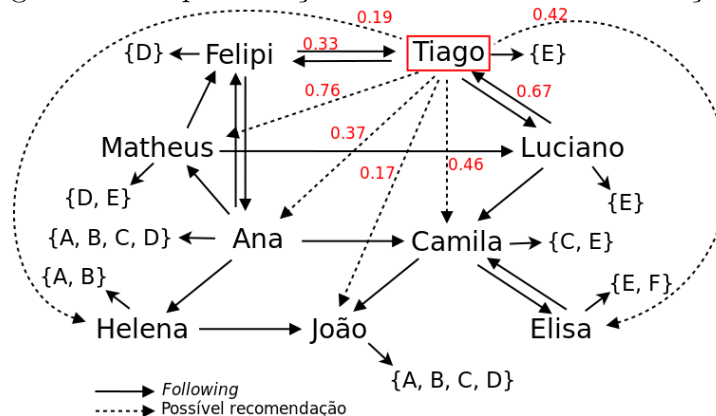 0.19
0.42
{D} Felipi 0.33 Tiago {E}
0.76 0.67
Matheus 0.37 Luciano
0.17 0.46
{D, E} {E}
{A, B, C, D} Ana Camila {C, E}
{A, B} {E, F}
Helena João Elisa
{A, B, C, D}
Following
Possível recomendação